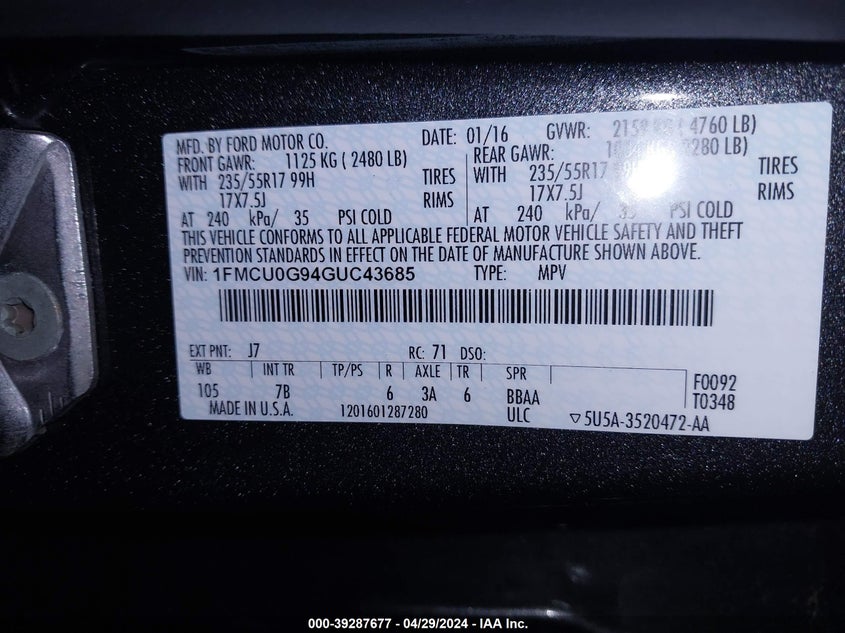 MFD. BY FORD MOTOR CO. DATE: 01/16 GVWR: 4760 LB)
FRONT GAWR: 1125 KG ( 2480 LB) REAR GAWR: 2280 LB)
WITH 235/55R17 99H TIRES WITH 235/55R17 TIRES
17X7.5J RIMS 17X7.5J RIMS
AT 240 kPa/ 35 PSI COLD AT 240 kPa/ 35 PSI COLD
THIS VEHICLE CONFORMS TO ALL APPLICABLE FEDERAL MOTOR VEHICLE SAFETY AND THEFT
PREVENTION STANDARDS IN EFFECT ON THE DATE OF MANUFACTURE SHOWN ABOVE.
VIN: 1FMCU0G94GUC43685 TYPE: MPV
EXT PNT: J7 RC: 71 DSO:
WB INT TR TP/PS R AXLE TR SPR
105 7B 6 3A 6 BBAA F0092
MADE IN U.S.A. 1201601287280 ULC T0348
▽5U5A-3520472-AA
000-39287677 - 04/29/2024 - IAA Inc.